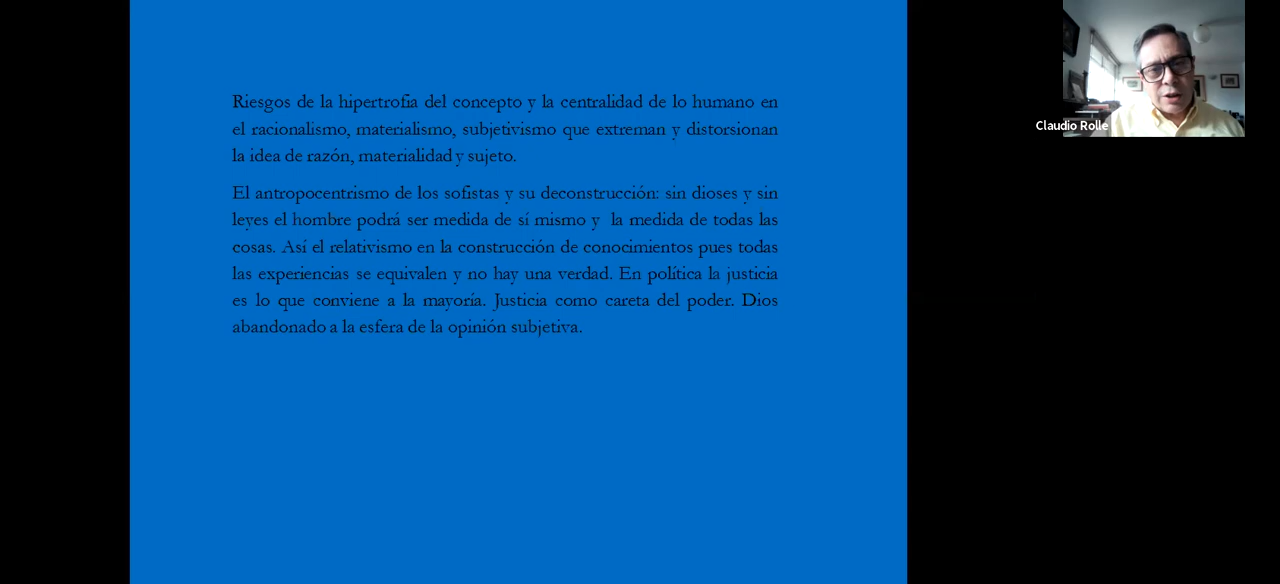 Riesgos de la hipertrofia del concepto y la centralidad de lo humano en
el racionalismo, materialismo, subjetivismo que extreman y distorsionan
la idea de razón, materialidad y sujeto.
El antropocentrismo de los sofistas y su deconstrucción: sin dioses y sin
leyes el hombre podrá ser medida de sí mismo y la medida de todas las
cosas. Así el relativismo en la construcción de conocimientos pues todas
las experiencias se equivalen y no hay una verdad. En política la justicia
es lo que conviene a la mayoría. Justicia como careta del poder. Dios
abandonado a la esfera de la opinión subjetiva.
Claudio Rolle